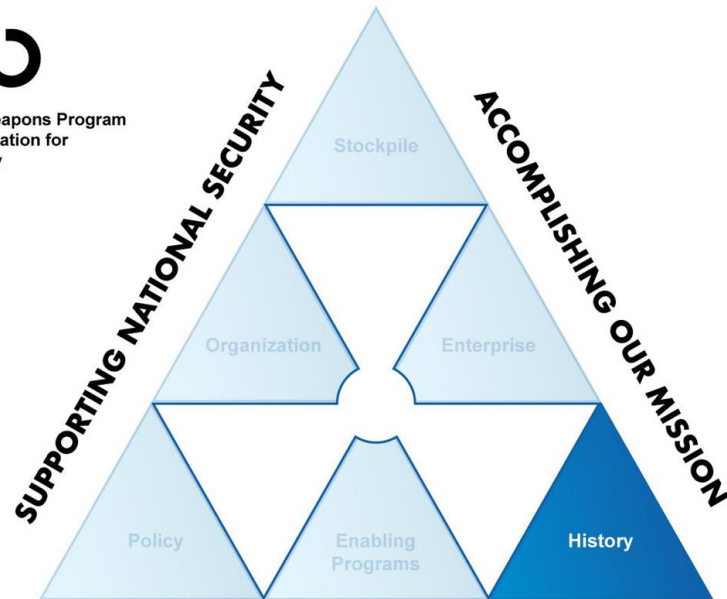 eapons Program
ation for
SUPPORTING NATIONAL SECURITY
ACCOMPLISHING OUR MISSION
Stockpile
Organization
Enterprise
Policy
Enabling
Programs
History